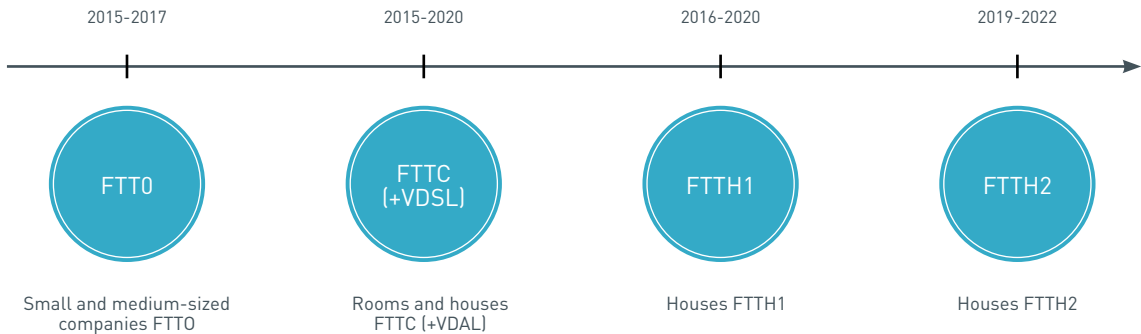 2015-2017
2015-2020
2016-2020
2019-2022
FTTO
FTTC
(+VDSL)
FTTH1
FTTH2
Small and medium-sized
companies FTTO
Rooms and houses
FTTC (+VDAL)
Houses FTTH1
Houses FTTH2